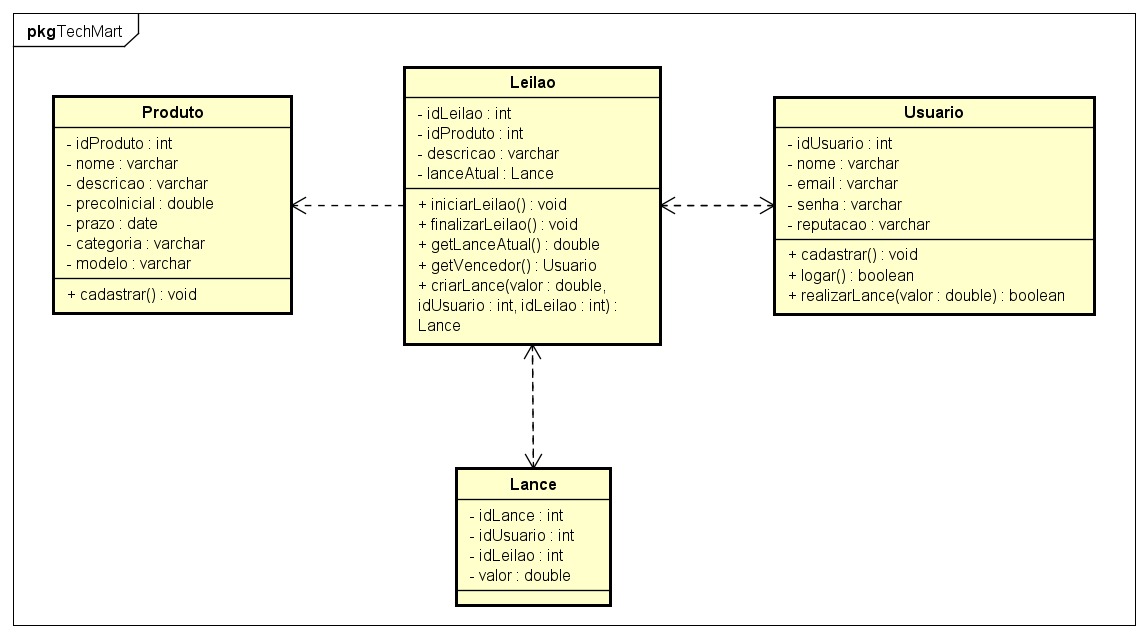 pkgTechMart
Produto
- idProduto : int
- nome : varchar
- descricao : varchar
- precoInicial : double
- prazo : date
- categoria : varchar
- modelo : varchar
+ cadastrar() : void
Leilao
- idLeilao : int
- idProduto : int
- descricao : varchar
- lanceAtual : Lance
+ iniciarLeilao() : void
+ finalizarLeilao() : void
+ getLanceAtual() : double
+ getVencedor() : Usuario
+ criarLance(valor : double,
idUsuario : int, idLeilao : int) :
Lance
Usuario
- idUsuario : int
- nome : varchar
- email : varchar
- senha : varchar
- reputacao : varchar
+ cadastrar() : void
+ logar() : boolean
+ realizarLance(valor : double) : boolean
Lance
- idLance : int
- idUsuario : int
- idLeilao : int
- valor : double